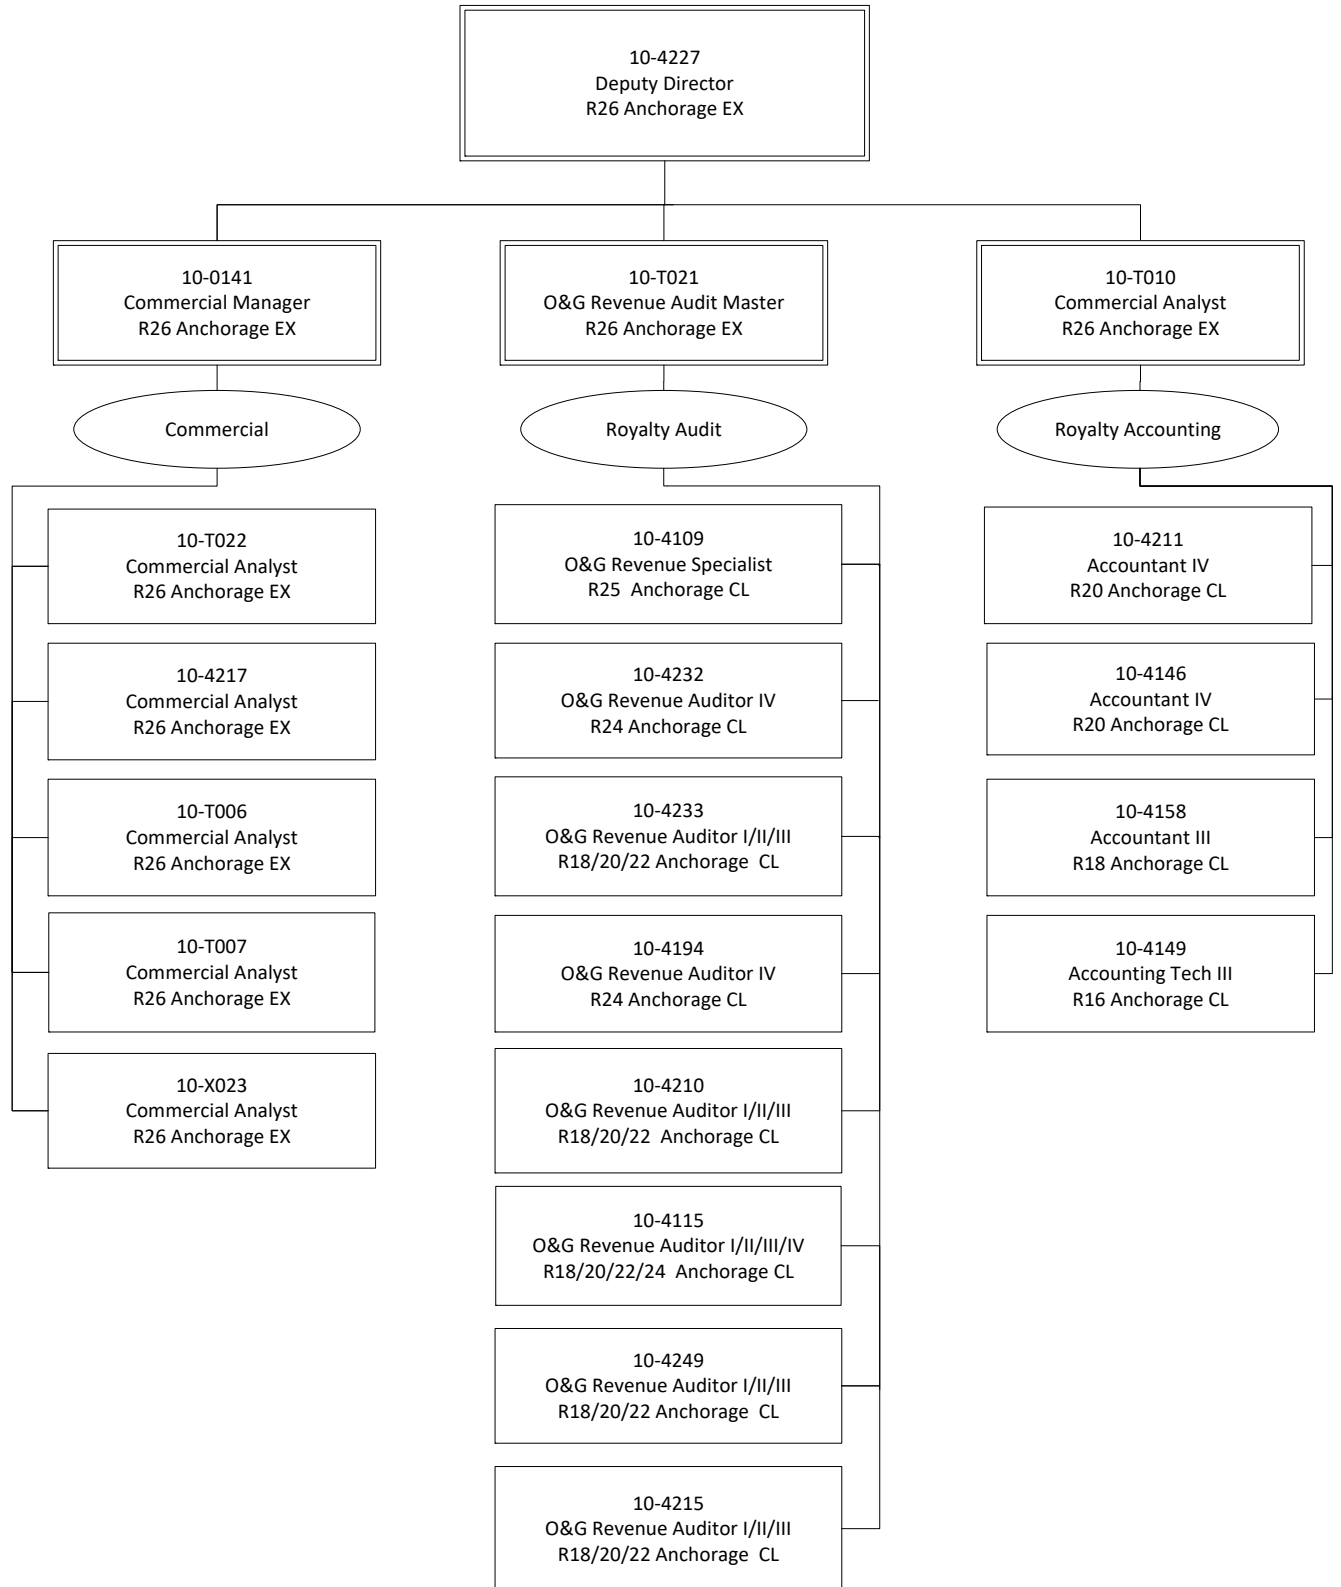 10-4227
Deputy Director
R26 Anchorage EX
10-0141
Commercial Manager
R26 Anchorage EX
10-T021
O&G Revenue Audit Master
R26 Anchorage EX
10-T010
Commercial Analyst
R26 Anchorage EX
Commercial
Royalty Audit
Royalty Accounting
10-T022
Commercial Analyst
R26 Anchorage EX
10-4217
Commercial Analyst
R26 Anchorage EX
10-T006
Commercial Analyst
R26 Anchorage EX
10-T007
Commercial Analyst
R26 Anchorage EX
10-X023
Commercial Analyst
R26 Anchorage EX
10-4109
O&G Revenue Specialist
R25 Anchorage CL
10-4232
O&G Revenue Auditor IV
R24 Anchorage CL
10-4233
O&G Revenue Auditor I/II/III
R18/20/22 Anchorage CL
10-4194
O&G Revenue Auditor IV
R24 Anchorage CL
10-4210
O&G Revenue Auditor I/II/III
R18/20/22 Anchorage CL
10-4115
O&G Revenue Auditor I/II/III/IV
R18/20/22/24 Anchorage CL
10-4249
O&G Revenue Auditor I/II/III
R18/20/22 Anchorage CL
10-4215
O&G Revenue Auditor I/II/III
R18/20/22 Anchorage CL
10-4211
Accountant IV
R20 Anchorage CL
10-4146
Accountant IV
R20 Anchorage CL
10-4158
Accountant III
R18 Anchorage CL
10-4149
Accounting Tech III
R16 Anchorage CL